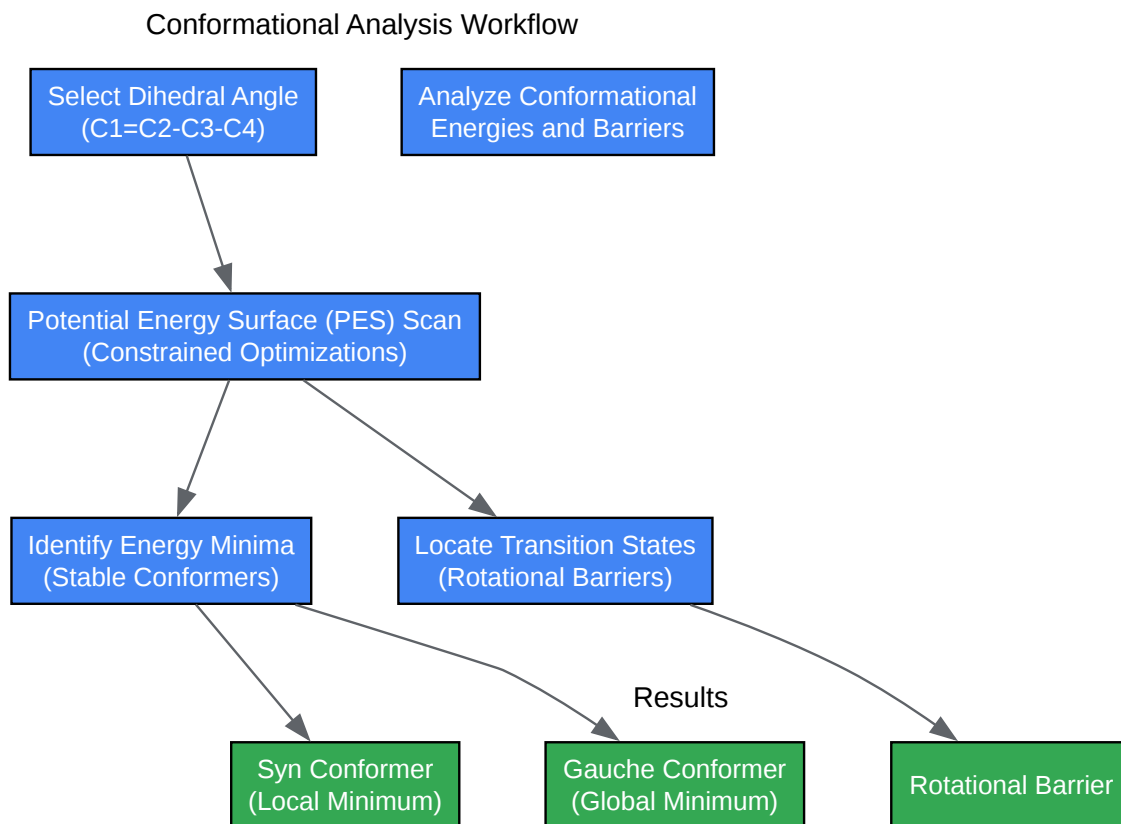 Conformational Analysis Workflow
Select Dihedral Angle
(C1=C2-C3-C4)
Analyze Conformational
Energies and Barriers
Potential Energy Surface (PES) Scan
(Constrained Optimizations)
Identify Energy Minima
(Stable Conformers)
Locate Transition States
(Rotational Barriers)
Results
Syn Conformer
(Local Minimum)
Gauche Conformer
(Global Minimum)
Rotational Barrier